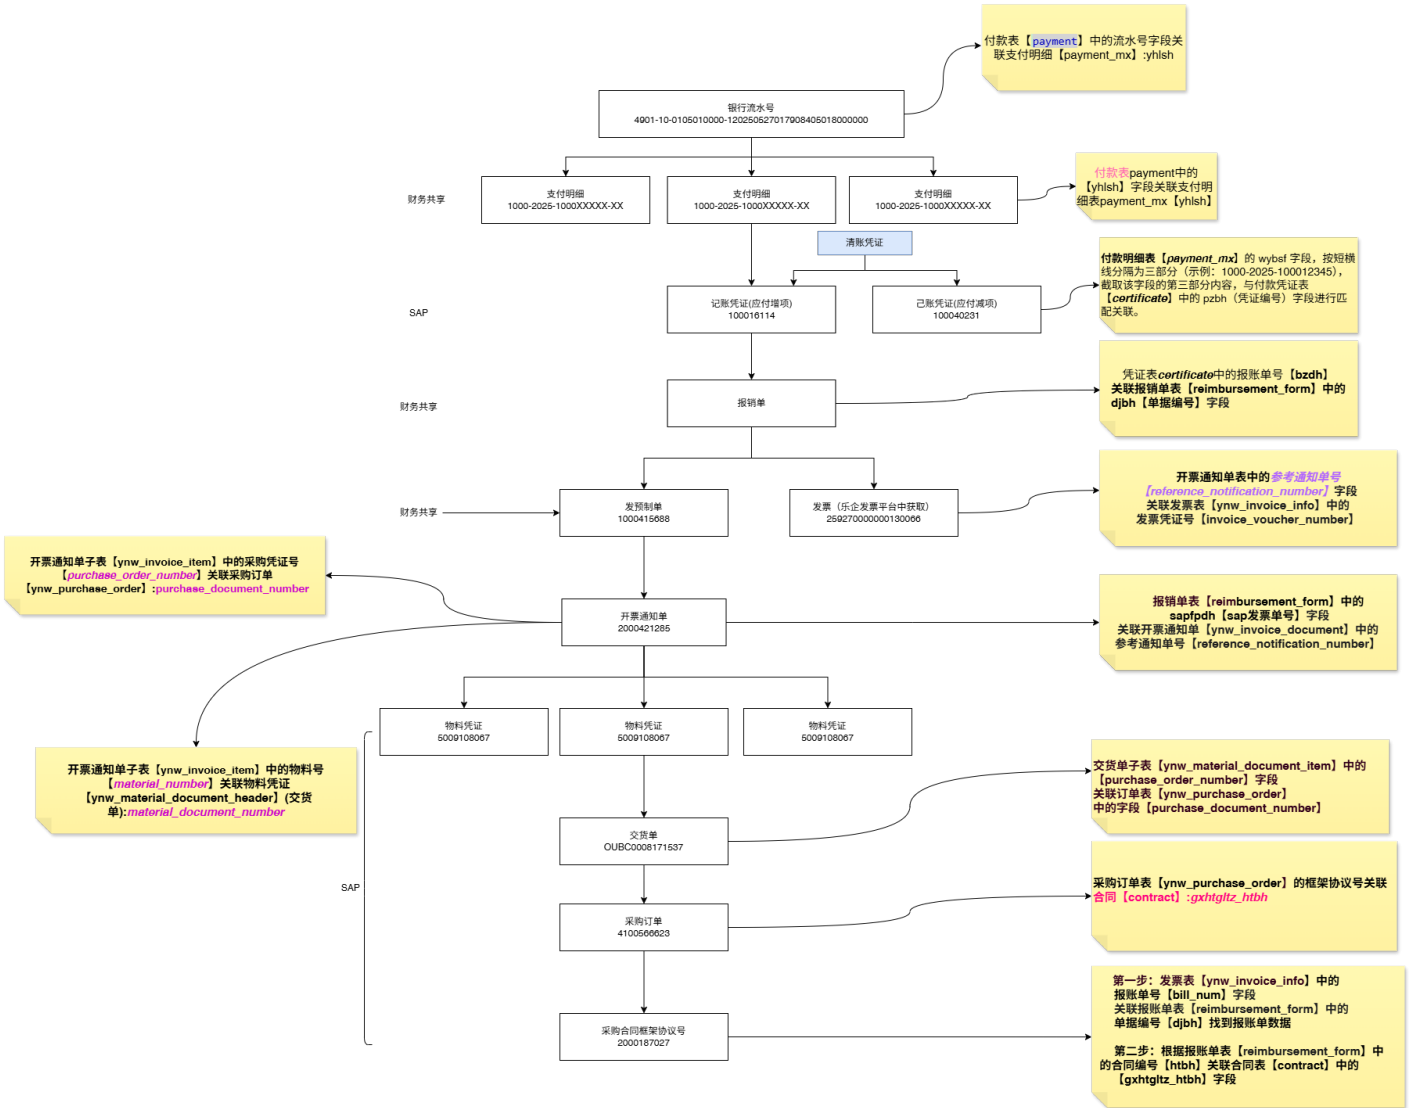 付款表【payment】中的流水号字段关
联支付明细【payment_mx】:yhlsh
银行流水号
4901-10-0105010000-120250527017908405018000000
财务共享
支付明细
1000-2025-1000XXXXX-XX
支付明细
1000-2025-1000XXXXX-XX
支付明细
1000-2025-1000XXXXX-XX
付款表payment中的
【yhlsh】字段关联支付明
细表payment_mx【yhlsh】
清账凭证
付款明细表【payment_mx】的 wybsf 字段，按短横
线分隔为三部分（示例：1000-2025-100012345），
截取该字段的第三部分内容，与付款凭证表
【certificate】中的 pzbh（凭证编号）字段进行匹
配关联。
SAP
记账凭证(应付增项)
100016114
己账凭证(应付减项)
100040231
凭证表certificate中的报账单号【bzdh】
关联报销单表【reimbursement_form】中的
djbh【单据编号】字段
财务共享
报销单
开票通知单表中的参考通知单号
【reference_notification_number】字段
关联发票表【ynw_invoice_info】中的
发票凭证号【invoice_voucher_number】
财务共享
发预制单
1000415688
发票（乐企发票平台中获取）
259270000000130066
开票通知单子表【ynw_invoice_item】中的采购凭证号
【purchase_order_number】关联采购订单
【ynw_purchase_order】:purchase_document_number
开票通知单
2000421285
报销单表【reimbursement_form】中的
sapfpdh【sap发票单号】字段
关联开票通知单【ynw_invoice_document】中的
参考通知单号【reference_notification_number】
物料凭证
5009108067
物料凭证
5009108067
物料凭证
5009108067
开票通知单子表【ynw_invoice_item】中的物料号
【material_number】关联物料凭证
【ynw_material_document_header】(交货
单):material_document_number
交货单子表【ynw_material_document_item】中的
【purchase_order_number】字段
关联订单表【ynw_purchase_order】
中的字段【purchase_document_number】
交货单
OUBC0008171537
SAP
采购订单表【ynw_purchase_order】的框架协议号关联
合同【contract】:gxhtgltz_htbh
采购订单
4100566623
第一步：发票表【ynw_invoice_info】中的
报账单号【bill_num】字段
关联报账单表【reimbursement_form】中的
单据编号【djbh】找到报账单数据
第二步：根据报账单表【reimbursement_form】中
的合同编号【htbh】关联合同表【contract】中的
【gxhtgltz_htbh】字段
采购合同框架协议号
2000187027